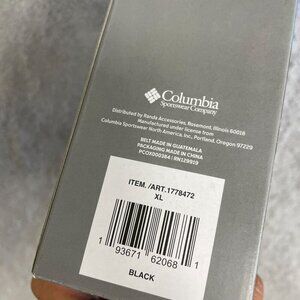 Columbia
Sportswear Company
Distributed by Randa Accessories, Rosemont, Illinois 60018
Manufactured under license from
Columbia Sportswear North America, Inc., Portland, Oregon 97229
BELT MADE IN GUATEMALA
PACKAGING MADE IN CHINA
PCOXD00384 / RN129919
ITEM. /ART.1778472
XL
1 93671 62068 1
BLACK